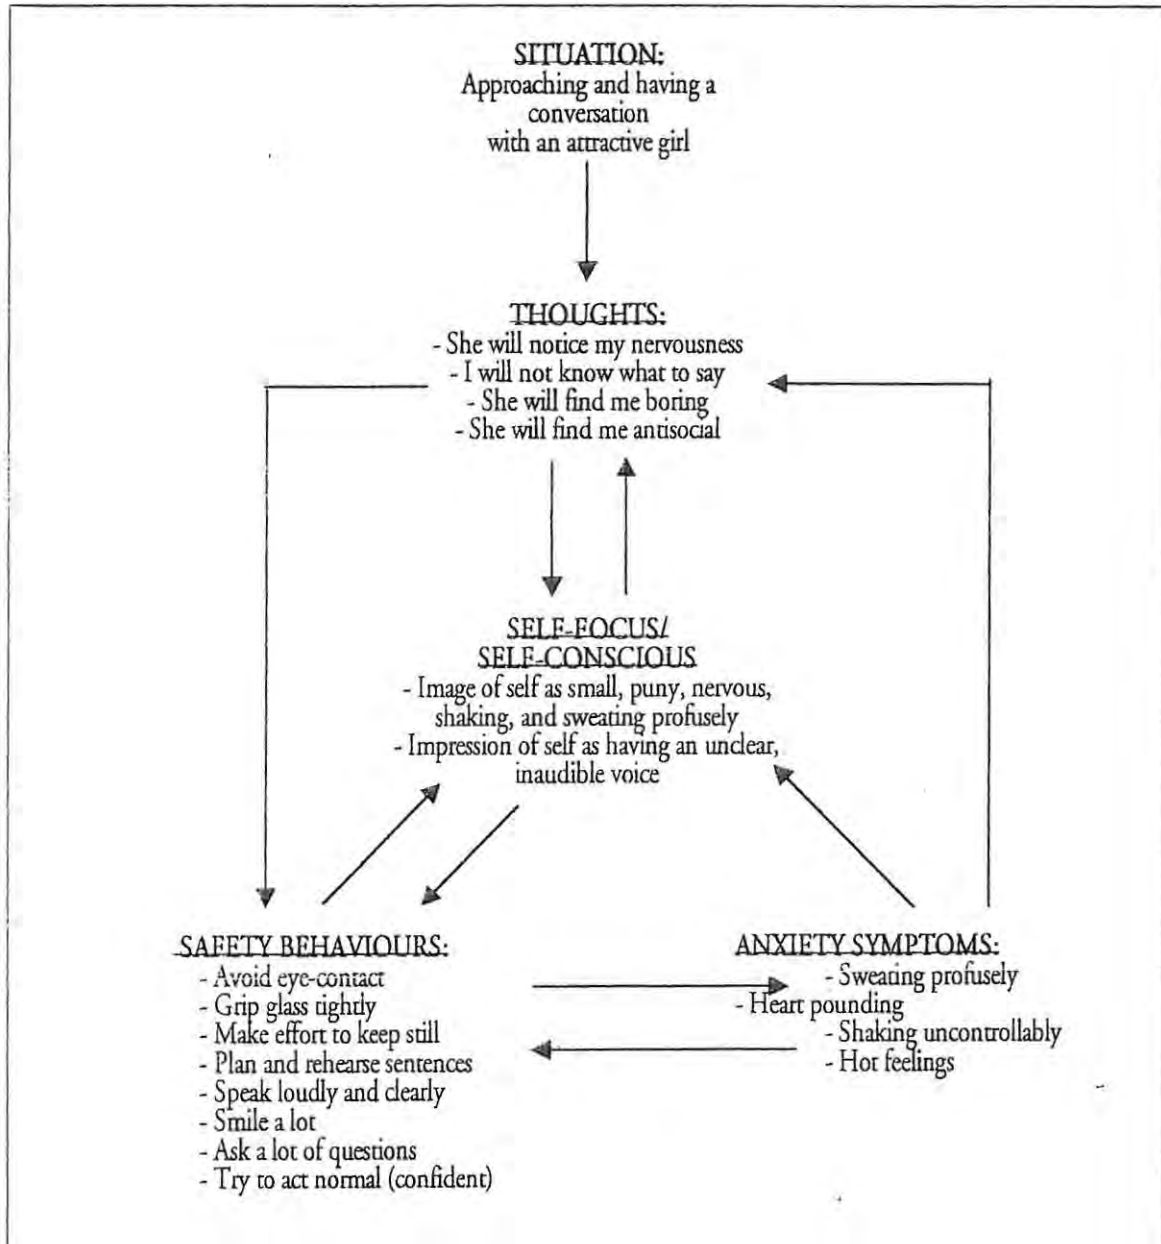 SITUATION:
Approaching and having a
conversation
with an attractive girl
THOUGHTS:
- She will notice my nervousness
- I will not know what to say
- She will find me boring
- She will find me antisocial
SELF-FOCUS/
SELF-CONSCIOUS
- Image of self as small, puny, nervous,
shaking, and sweating profusely
- Impression of self as having an unclear,
inaudible voice
SAFETY BEHAVIOURS:
- Avoid eye-contact
- Grip glass tightly
- Make effort to keep still
- Plan and rehearse sentences
- Speak loudly and clearly
- Smile a lot
- Ask a lot of questions
- Try to act normal (confident)
ANXIETY SYMPTOMS:
- Sweating profusely
- Heart pounding
- Shaking uncontrollably
- Hot feelings